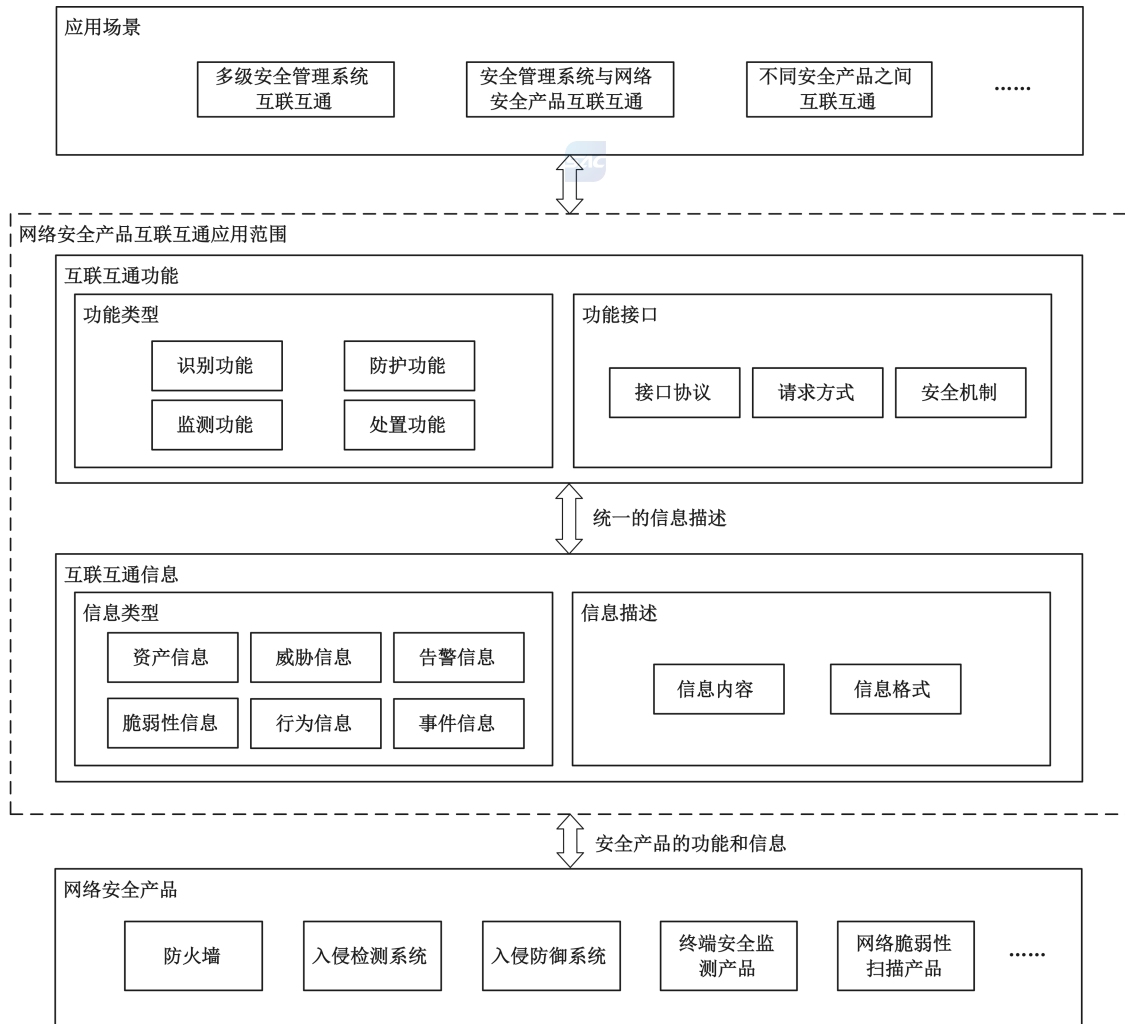 应用场景
多级安全管理系统
互联互通
安全管理系统与网络
安全产品互联互通
不同安全产品之间
互联互通
……
网络安全产品互联互通应用范围
互联互通功能
功能类型
识别功能
防护功能
监测功能
处置功能
功能接口
接口协议
请求方式
安全机制
统一的信息描述
互联互通信息
信息类型
资产信息
威胁信息
告警信息
脆弱性信息
行为信息
事件信息
信息描述
信息内容
信息格式
安全产品的功能和信息
网络安全产品
防火墙
入侵检测系统
入侵防御系统
终端安全监
测产品
网络脆弱性
扫描产品
……